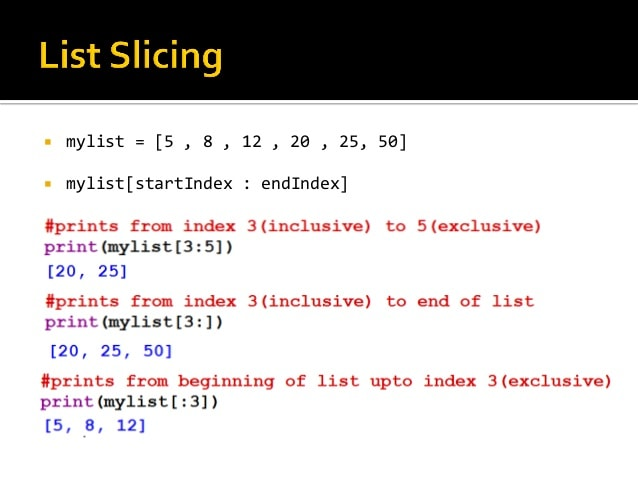 List Slicing
mylist = [5 , 8 , 12 , 20 , 25, 50]
mylist[startIndex : endIndex]
#prints from index 3(inclusive) to 5(exclusive)
print(mylist[3:5])
[20, 25]
#prints from index 3(inclusive) to end of list
print(mylist[3:])
[20, 25, 50]
#prints from beginning of list upto index 3(exclusive)
print(mylist[:3])
[5, 8, 12]